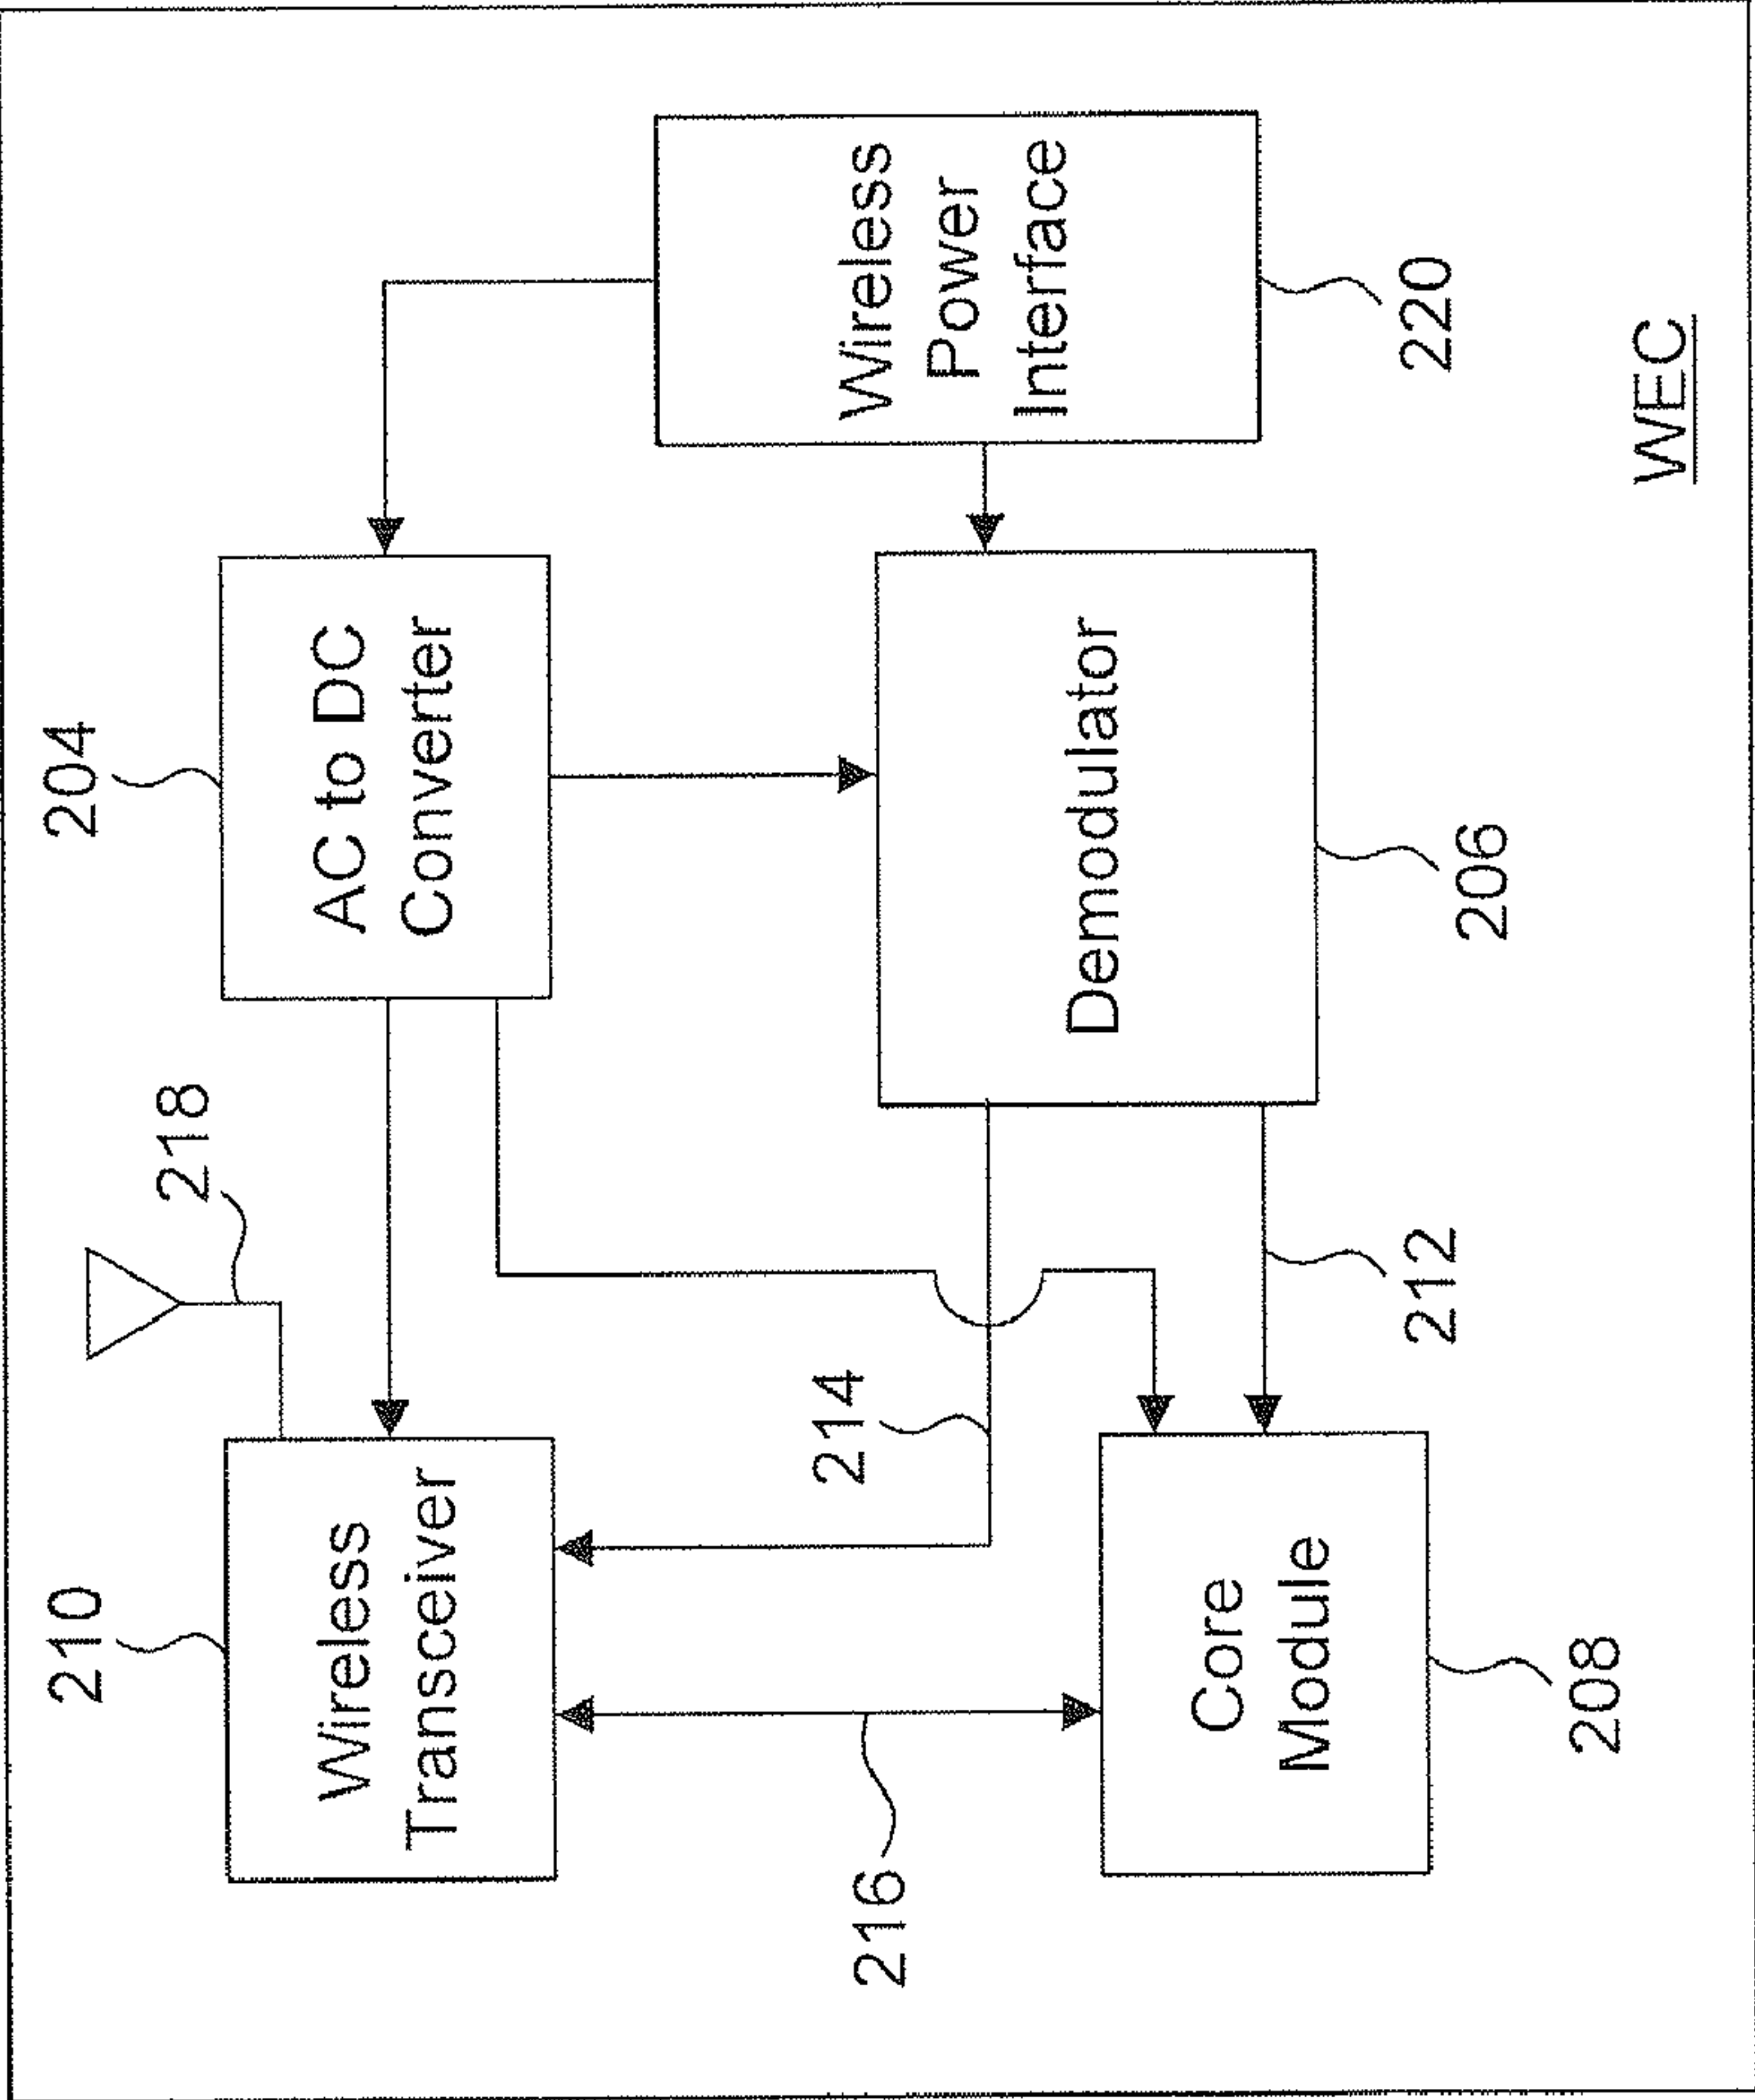 210
Wireless
Transceiver
218
204
AC to DC
Converter
216
214
Core
Module
208
212
Demodulator
206
Wireless
Power
Interface
220
WEC